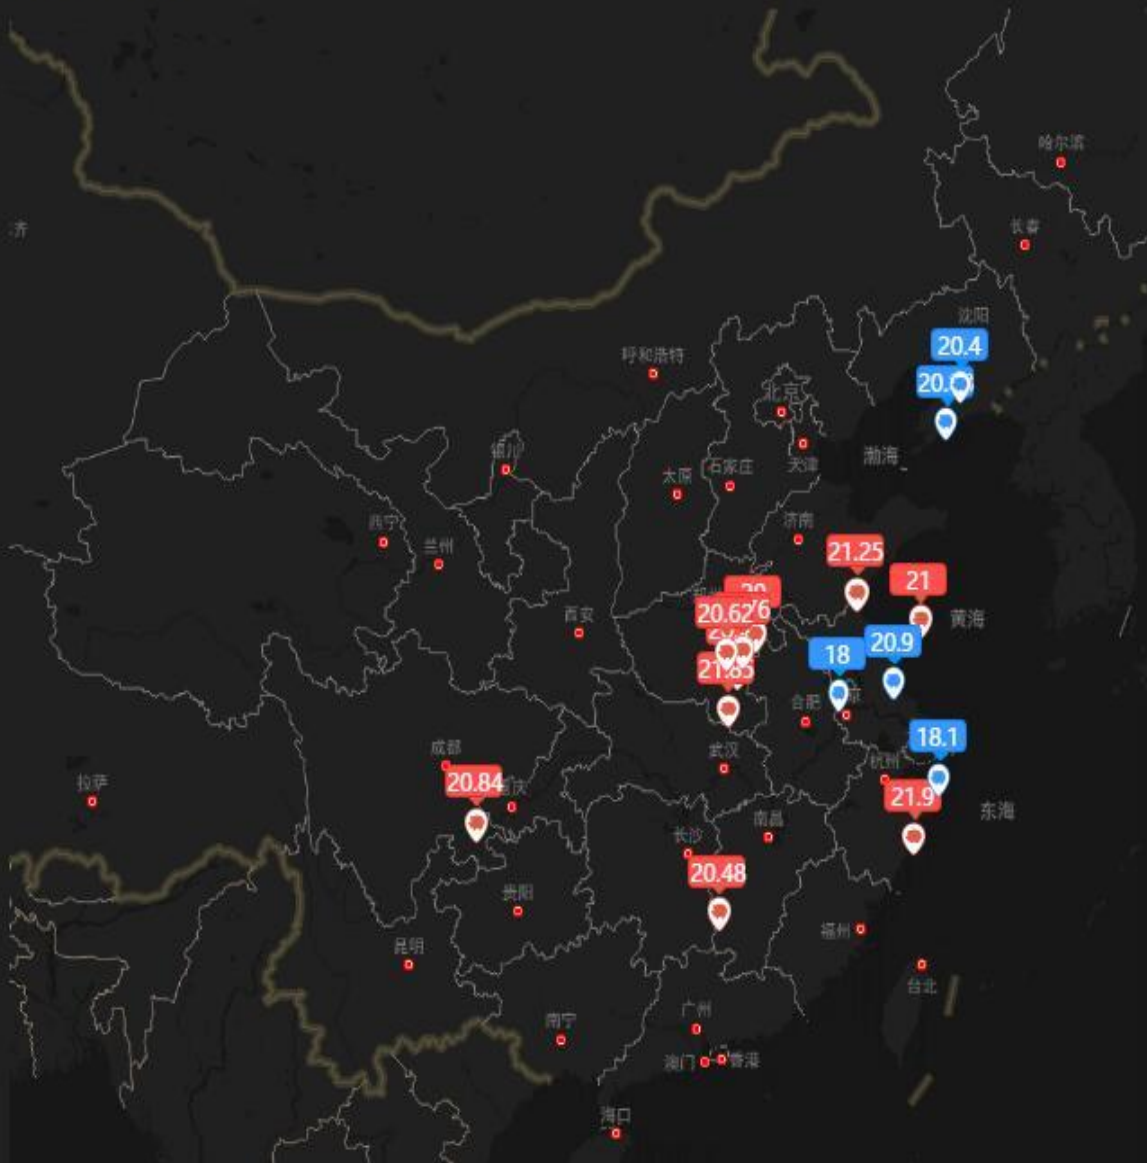 哈尔滨
长春
齐
沈阳
20.4
呼和浩特
北京
渤海
银川
太原
石家庄
天津
西宁
兰州
济南
21.25
21
西安
20.62
黄海
18
20.9
21.85
合肥
18.1
成都
武汉
杭州
拉萨
20.84
21.9
东海
长沙
南昌
20.48
贵阳
福州
昆明
台北
广州
南宁
澳门
香港
海口